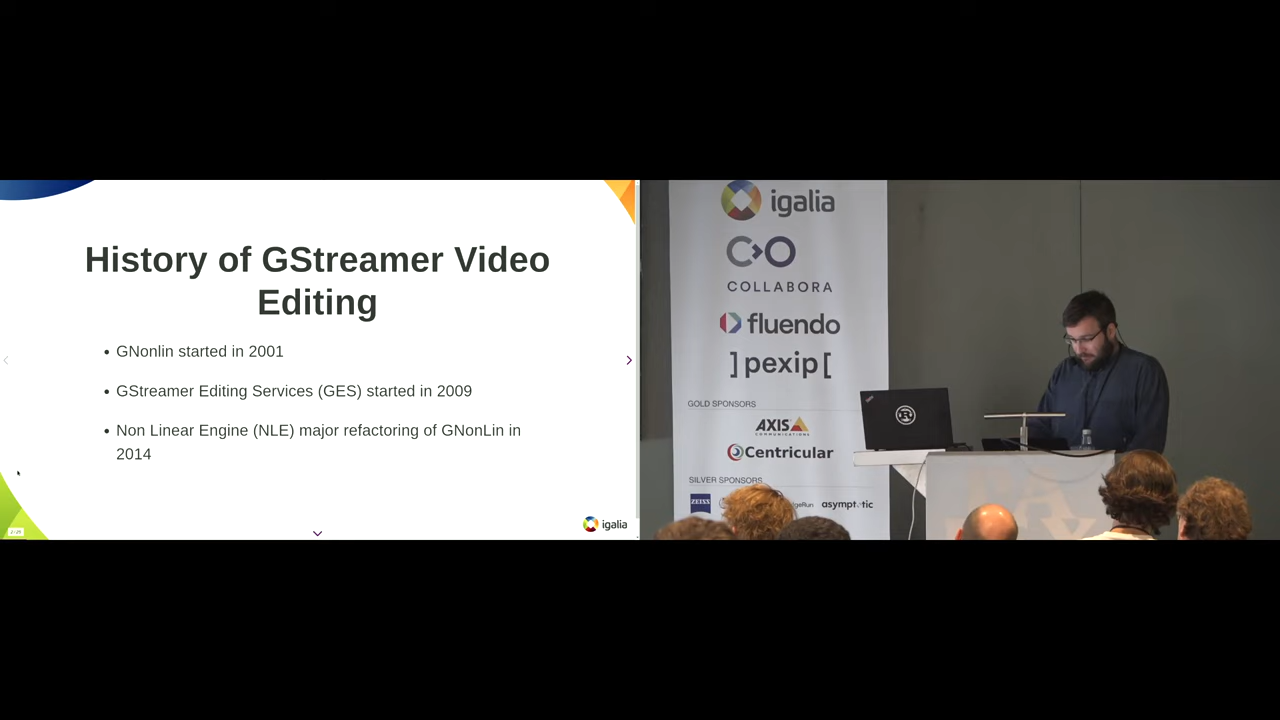 History of GStreamer Video
Editing
GNonlin started in 2001
GStreamer Editing Services (GES) started in 2009
Non Linear Engine (NLE) major refactoring of GNonLin in
2014
igalia
igalia
COLLABORA
fluendo
]pexip[
GOLD SPONSORS
AXIS
COMMUNICATIONS
Centricular
SILVER SPONSORS
ZEISS
asymptotic